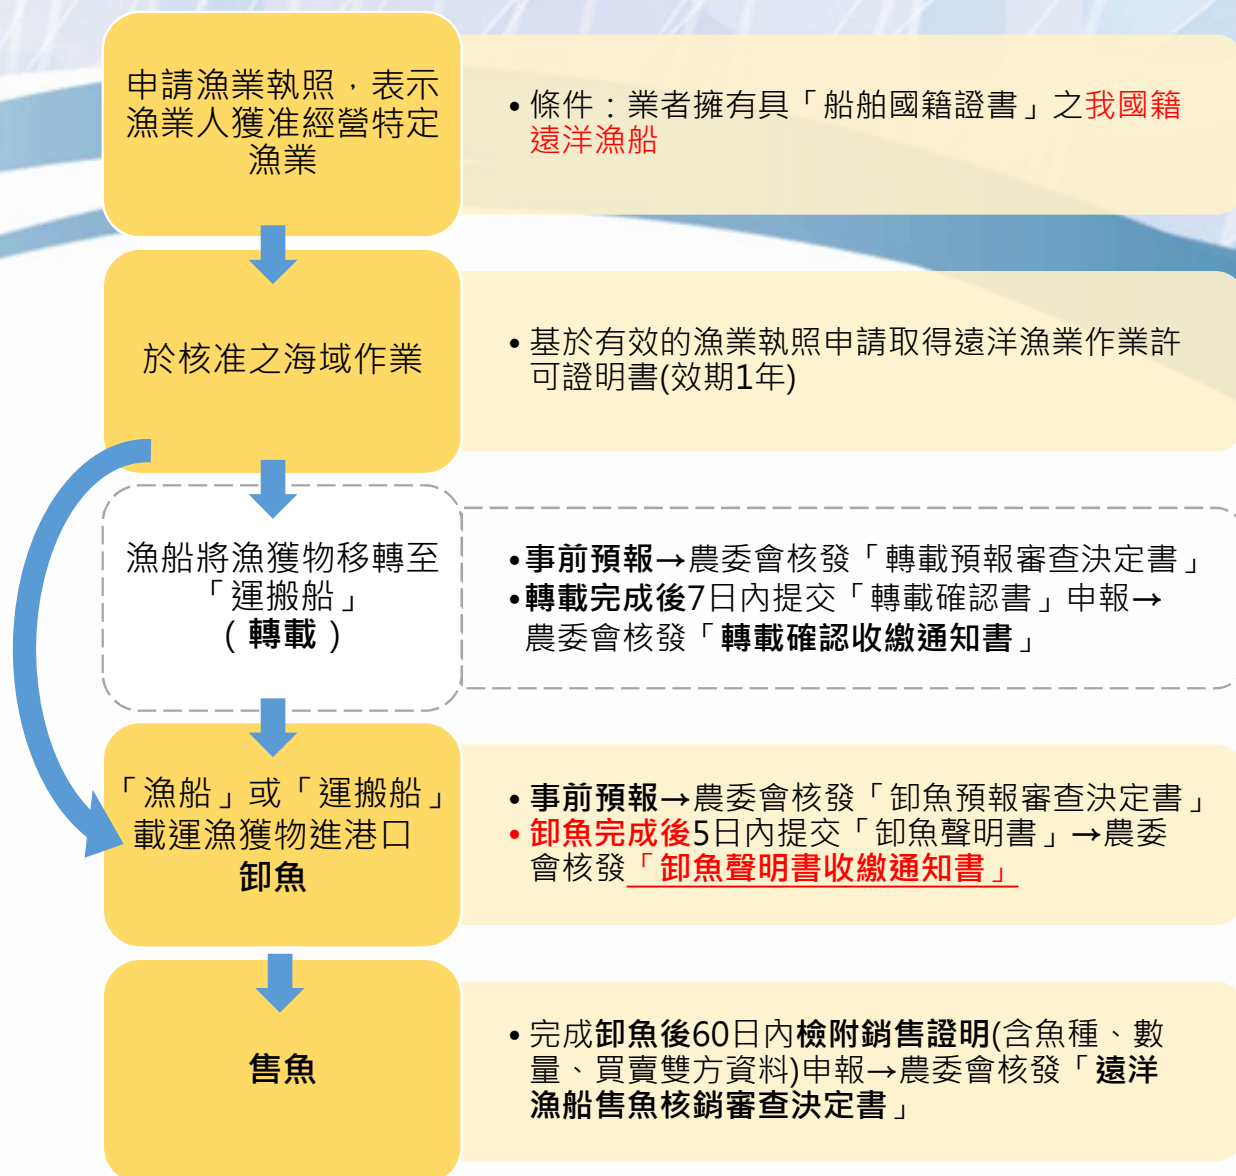 申請漁業執照，表示
漁業人獲准經營特定
漁業
•條件：業者擁有具「船舶國籍證書」之我國籍
遠洋漁船
於核准之海域作業
•基於有效的漁業執照申請取得遠洋漁業作業許
可證明書(效期1年)
漁船將漁獲物移轉至
「運搬船」
(轉載)
•事前預報→農委會核發「轉載預報審查決定書」
•轉載完成後7日內提交「轉載確認書」申報→
農委會核發「轉載確認收繳通知書」
「漁船」或「運搬船」
載運漁獲物進港口
卸魚
•事前預報→農委會核發「卸魚預報審查決定書」
•卸魚完成後5日內提交「卸魚聲明書」→農委
會核發「卸魚聲明書收繳通知書」
售魚
•完成卸魚後60日內檢附銷售證明(含魚種、數
量、買賣雙方資料)申報→農委會核發「遠洋
漁船售魚核銷審查決定書」